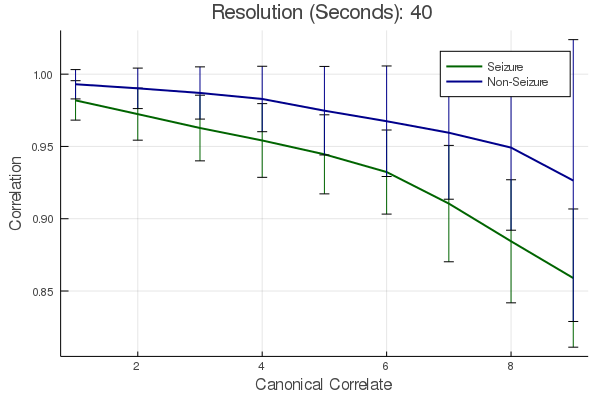 Resolution (Seconds): 40
1.00
0.95
0.90
0.85
Correlation
Seizure
Non-Seizure
2
4
6
8
Canonical Correlate